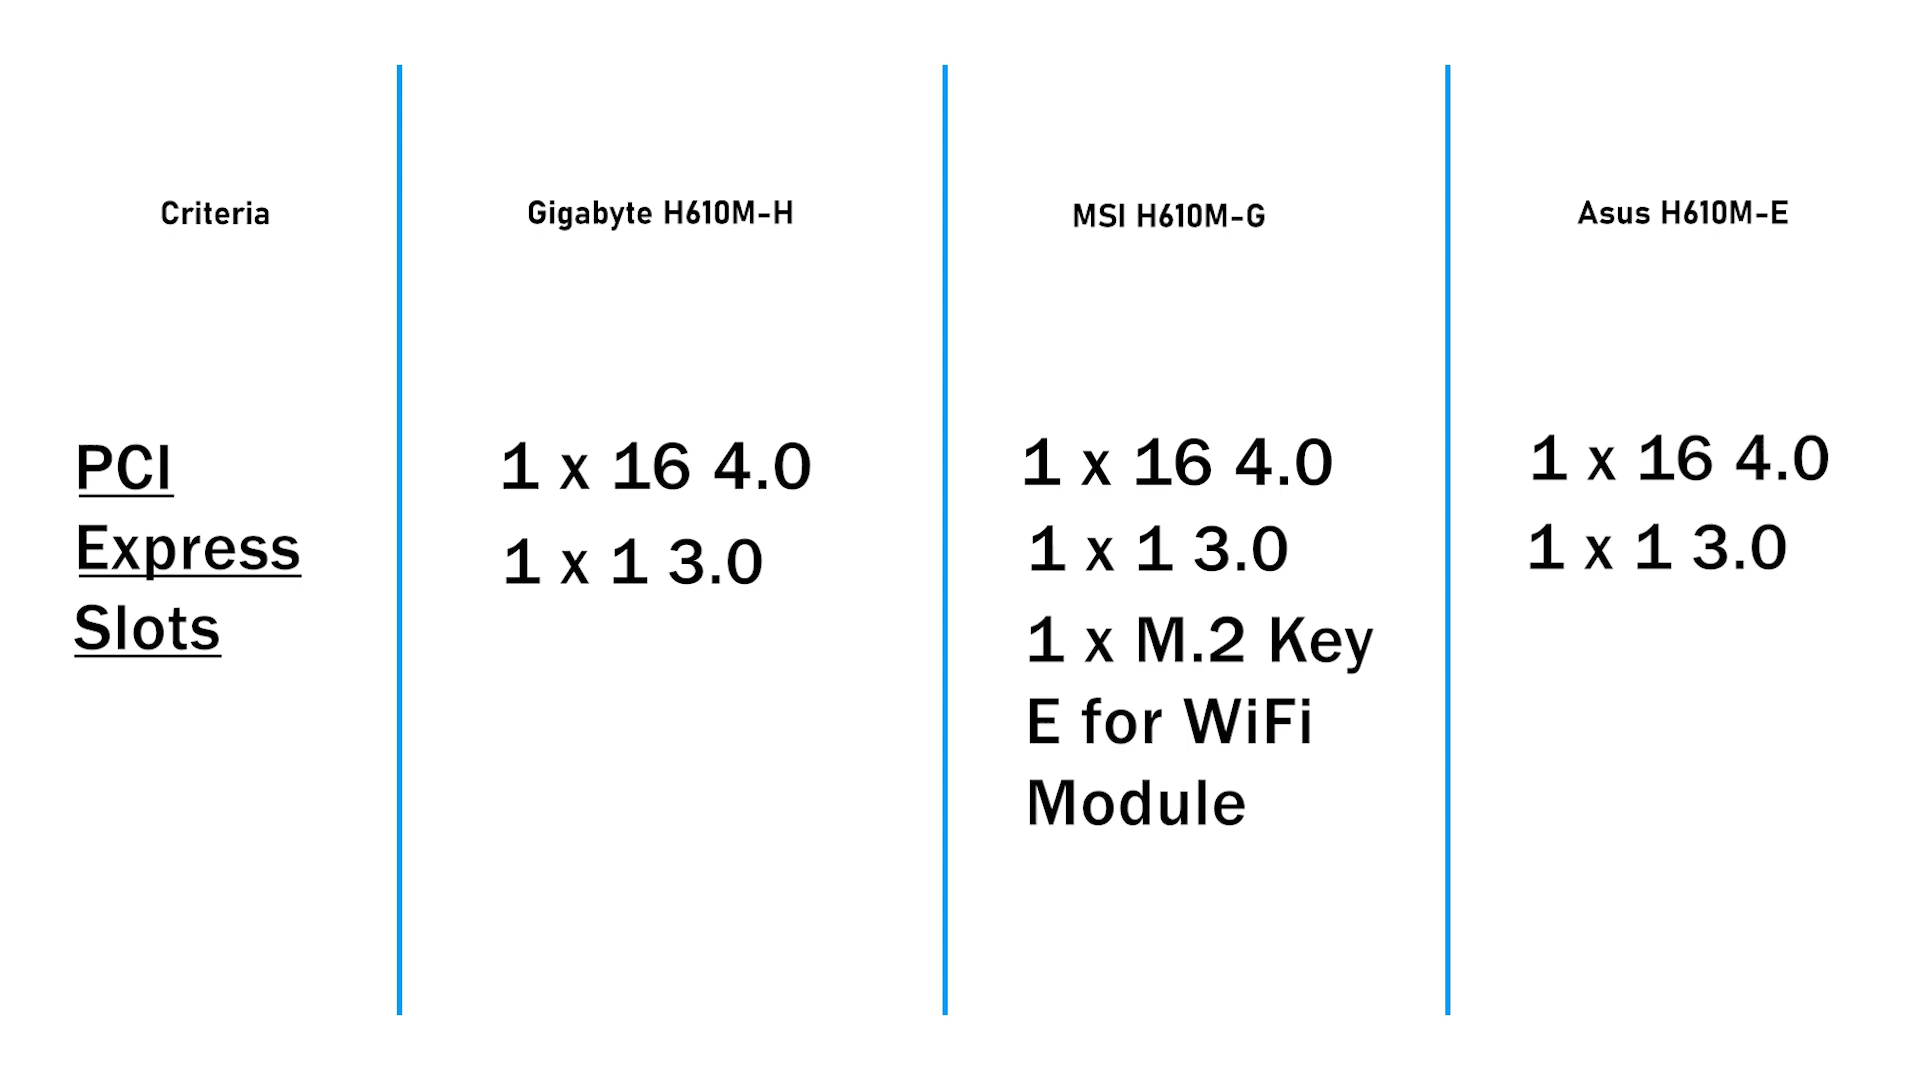 Criteria
Gigabyte H610M-H
MSI H610M-G
Asus H610M-E
PCI
Express
Slots
1 x 16 4.0
1 x 1 3.0
1 x 16 4.0
1 x 1 3.0
1 x M.2 Key
E for WiFi
Module
1 x 16 4.0
1 x 1 3.0